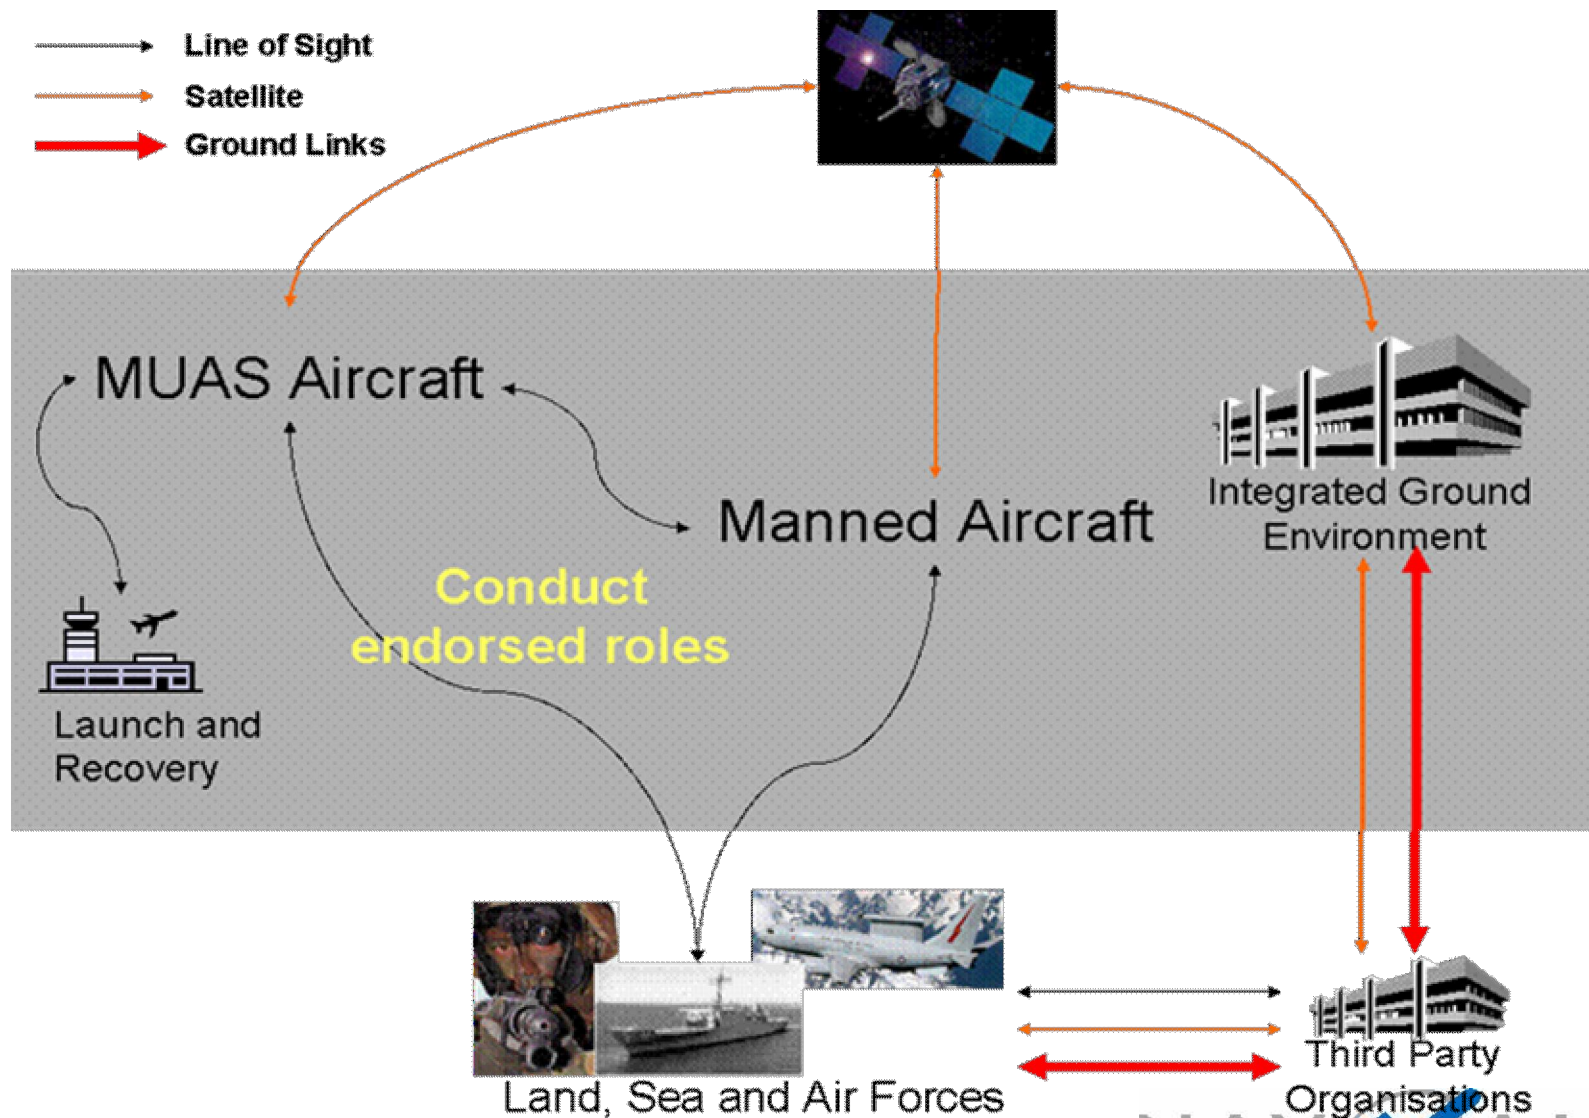 Line of Sight
Satellite
Ground Links
MUAS Aircraft
Manned Aircraft
Integrated Ground
Environment
Conduct
endorsed roles
Launch and
Recovery
Land, Sea and Air Forces
Third Party
Organisations